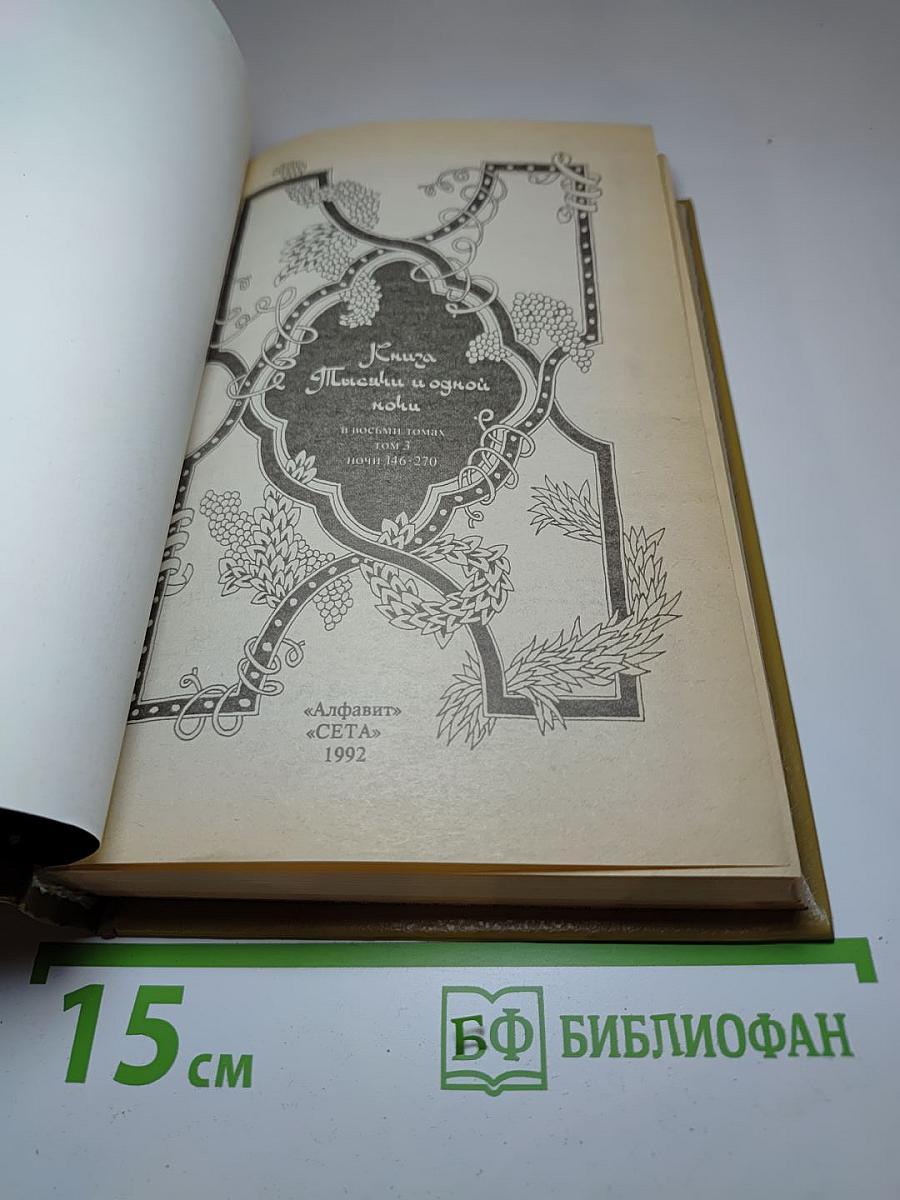 Книга
Тысячи и одной
ночи
в восьми томах
том 3
ночи 146-270
«Алфавит»
«СЕТА»
1992
15 см
БФ БИБЛИОФАН